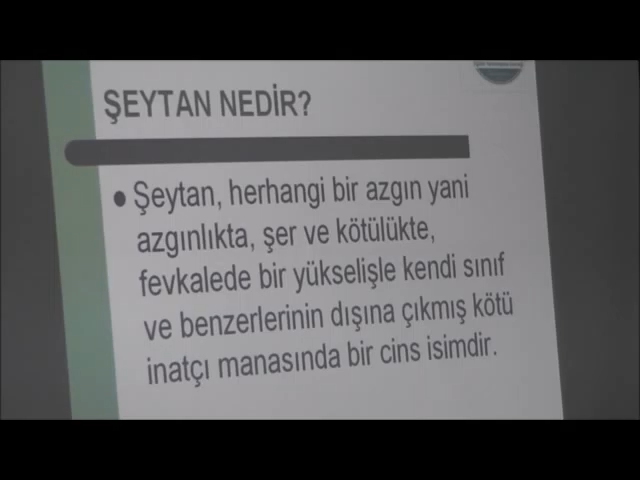 ŞEYTAN NEDİR?
● Şeytan, herhangi bir azgın yani
azgınlıkta, şer ve kötülükte,
fevkalede bir yükselişle kendi sınıf
ve benzerlerinin dışına çıkmış kötü
inatçı manasında bir cins isimdir.